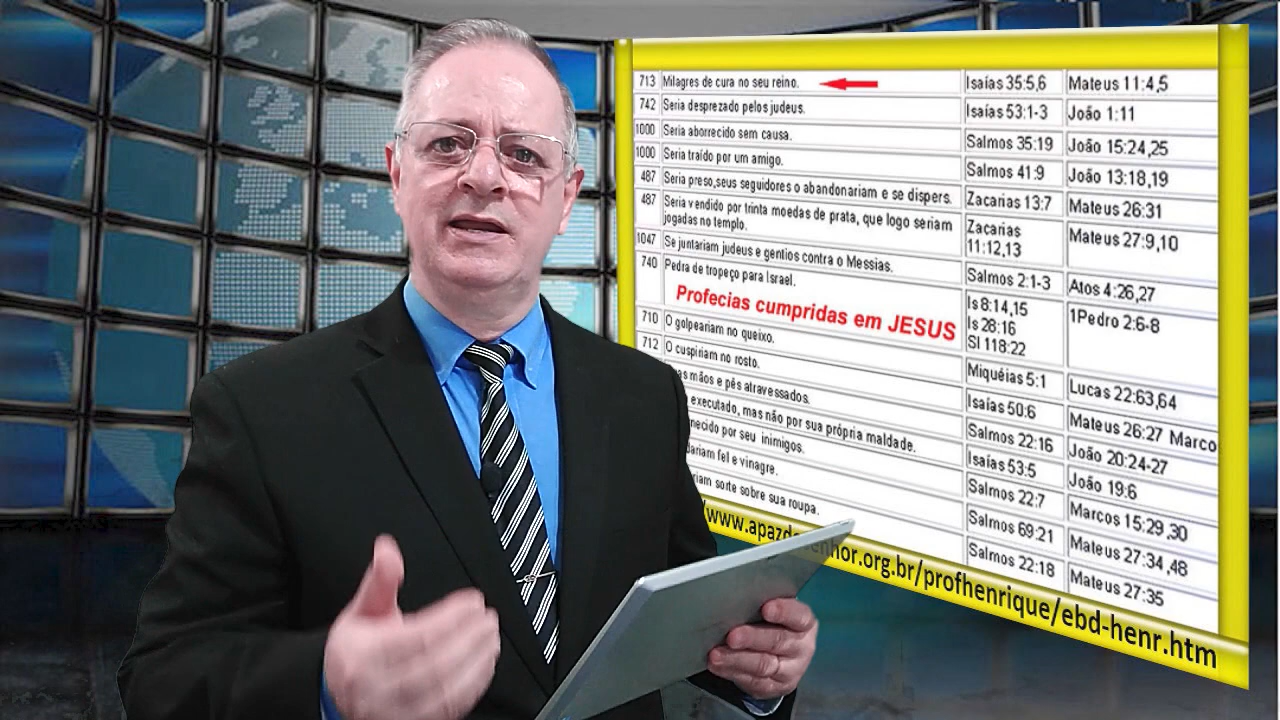 713 Milagres de cura no seu reino. Isaías 35:5,6 Mateus 11:4,5
742 Seria desprezado pelos judeus. Isaías 53:1-3 João 1:11
1000 Seria aborrecido sem causa. Salmos 35:19 João 15:24,25
1000 Seria traído por um amigo. Salmos 41:9 João 13:18,19
487 Seria preso,seus seguidores o abandonariam e se dispers. Zacarias 13:7 Mateus 26:31
487 Seria vendido por trinta moedas de prata, que logo seriam Zacarias Mateus 27:9,10
jogadas no templo. 11:12,13
1047 Se juntariam judeus e gentios contra o Messias. Salmos 2:1-3 Atos 4:26,27
740 Pedra de tropeço para Israel. Is 8:14,15 1Pedro 2:6-8
Is 28:16
Sl 118:22
Profecias cumpridas em JESUS
710 O golpeariam no queixo. Miquéias 5:1 Lucas 22:63,64
712 O cuspiriam no rosto. Isaías 50:6 Mateus 26:27 Marco
mãos e pés atravessados. Salmos 22:16 João 20:24-27
executado, mas não por sua própria maldade. Isaías 53:5 João 19:6
por seu inimigos. Salmos 22:7 Marcos 15:29,30
fel e vinagre. Salmos 69:21 Mateus 27:34,48
sorte sobre sua roupa. Salmos 22:18 Mateus 27:35
www.apazd senhor.org.br/profhenrique/ebd-henr.htm